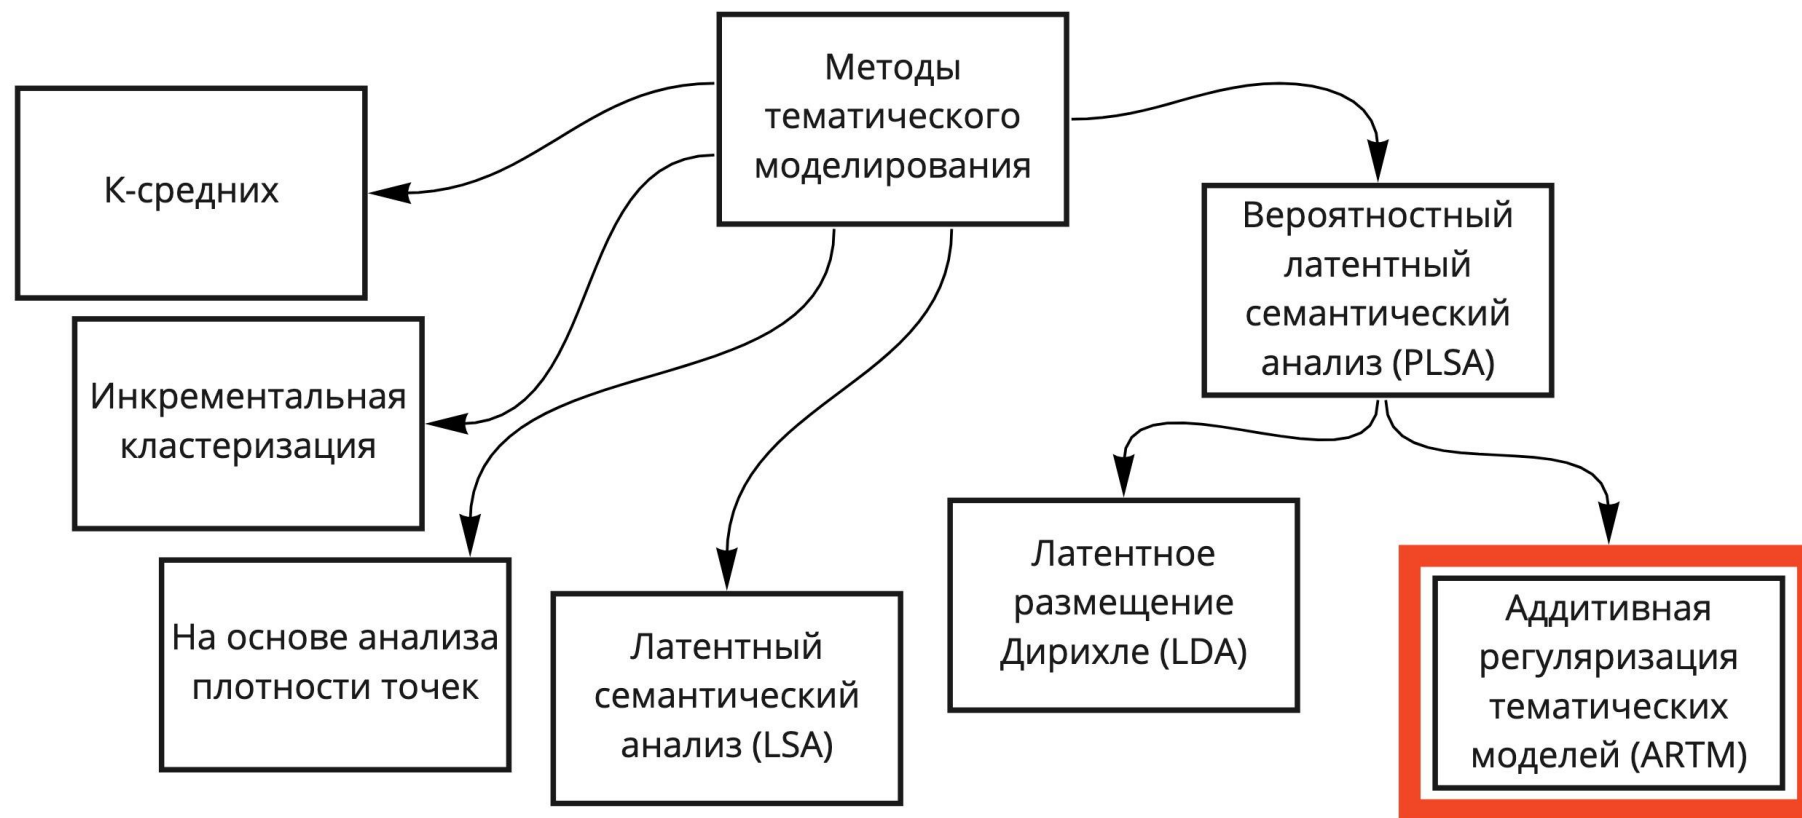 Методы
тематического
моделирования
К-средних
Инкрементальная
кластеризация
На основе анализа
плотности точек
Латентный
семантический
анализ (LSA)
Вероятностный
латентный
семантический
анализ (PLSA)
Латентное
размещение
Дирихле (LDA)
Аддитивная
регуляризация
тематических
моделей (ARTM)